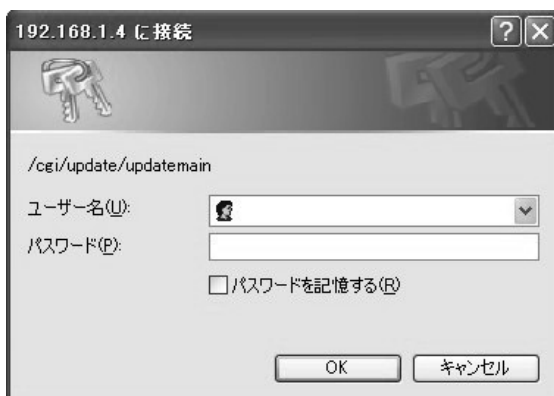 192.168.1.4 に接続
/cgi/update/updatemain
ユーザー名(U):
パスワード(P):
パスワードを記憶する(R)
OK
キャンセル